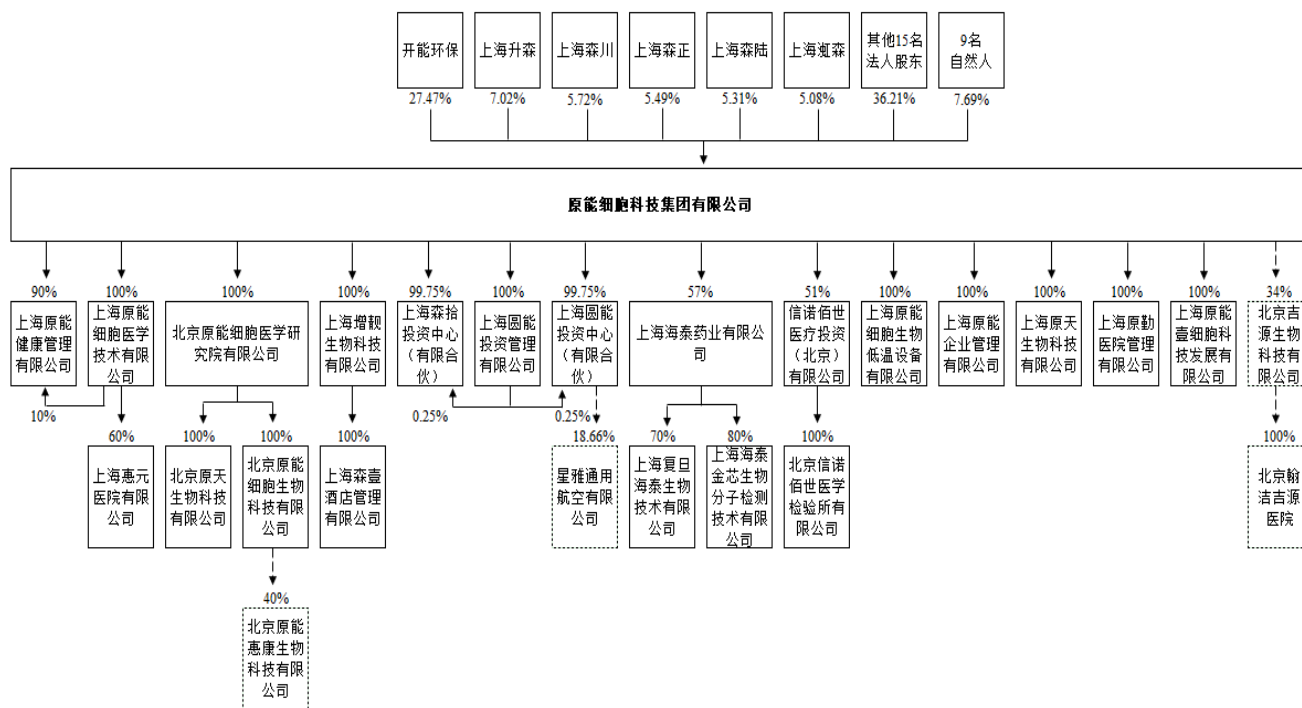 开能环保
上海升森
上海森川
上海森正
上海森陆
上海溎森
其他15名
法人股东
9名
自然人
27.47%
7.02%
5.72%
5.49%
5.31%
5.08%
36.21%
7.69%
原能细胞科技集团有限公司
90%
100%
100%
100%
99.75%
100%
99.75%
57%
51%
100%
100%
100%
100%
100%
34%
上海原能
健康管理
有限公司
上海原能
细胞医学
技术有限
公司
北京原能细胞医学研
究院有限公司
上海增靓
生物科技
有限公司
上海森拾
投资中心
（有限合
伙）
上海圆能
投资管理
有限公司
上海圆能
投资中心
（有限合
伙）
上海海泰药业有限公
司
信诺佰世
医疗投资
（北京）
有限公司
上海原能
细胞生物
低温设备
有限公司
上海原能
企业管理
有限公司
上海原天
生物科技
有限公司
上海原勤
医院管理
有限公司
上海原能
壹细胞科
技发展有
限公司
北京吉
源生物
科技有
限公司
10%
0.25%
0.25%
60%
100%
100%
100%
18.66%
70%
80%
100%
100%
上海惠元
医院有限
公司
北京原天
生物科技
有限公司
北京原能
细胞生物
科技有限
公司
上海森壹
酒店管理
有限公司
星雅通用
航空有限
公司
上海复旦
海泰生物
技术有限
公司
上海海泰
金芯生物
分子检测
技术有限
公司
北京信诺
佰世医学
检验所有
限公司
北京翰
洁吉源
医院
40%
北京原能
惠康生物
科技有限
公司